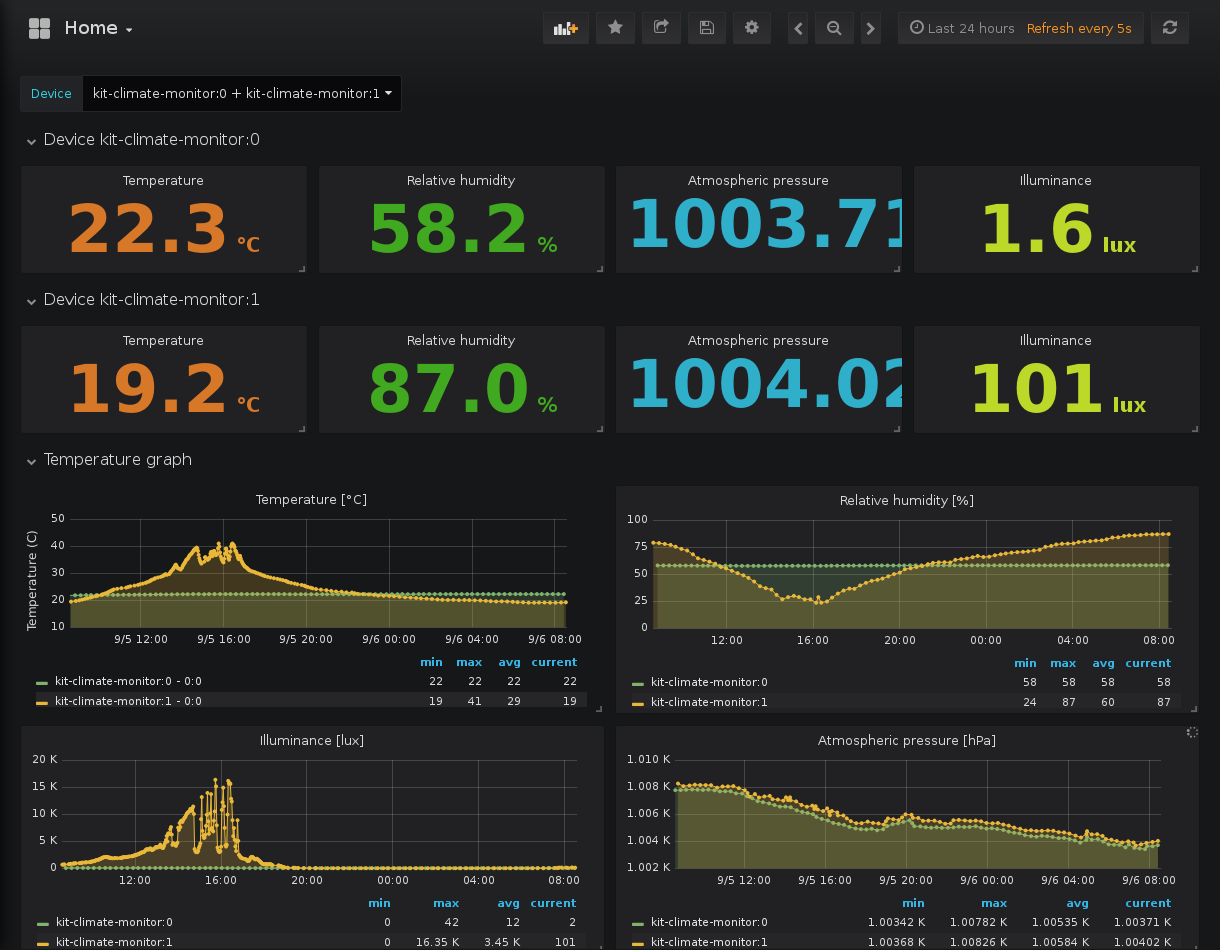 Home
Last 24 hours Refresh every 5s
Device kit-climate-monitor:0 + kit-climate-monitor:1
Device kit-climate-monitor:0
Temperature Relative humidity Atmospheric pressure Illuminance
22.3 °C 58.2 % 1003.71 1.6 lux
Device kit-climate-monitor:1
Temperature Relative humidity Atmospheric pressure Illuminance
19.2 °C 87.0 % 1004.02 101 lux
Temperature graph
Temperature [°C]
Temperature (C)
50
40
30
20
10
9/5 12:00 9/5 16:00 9/5 20:00 9/6 00:00 9/6 04:00 9/6 08:00
min max avg current
kit-climate-monitor:0 - 0:0 22 22 22 22
kit-climate-monitor:1 - 0:0 19 41 29 19
Relative humidity [%]
100
75
50
25
0
12:00 16:00 20:00 00:00 04:00 08:00
min max avg current
kit-climate-monitor:0 58 58 58 58
kit-climate-monitor:1 24 87 60 87
Illuminance [lux]
20 K
15 K
10 K
5 K
0
12:00 16:00 20:00 00:00 04:00 08:00
min max avg current
kit-climate-monitor:0 0 42 12 2
kit-climate-monitor:1 0 16.35 K 3.45 K 101
Atmospheric pressure [hPa]
1.010 K
1.008 K
1.006 K
1.004 K
1.002 K
9/5 12:00 9/5 16:00 9/5 20:00 9/6 00:00 9/6 04:00 9/6 08:00
min max avg current
kit-climate-monitor:0 1.00342 K 1.00782 K 1.00535 K 1.00371 K
kit-climate-monitor:1 1.00368 K 1.00826 K 1.00584 K 1.00402 K